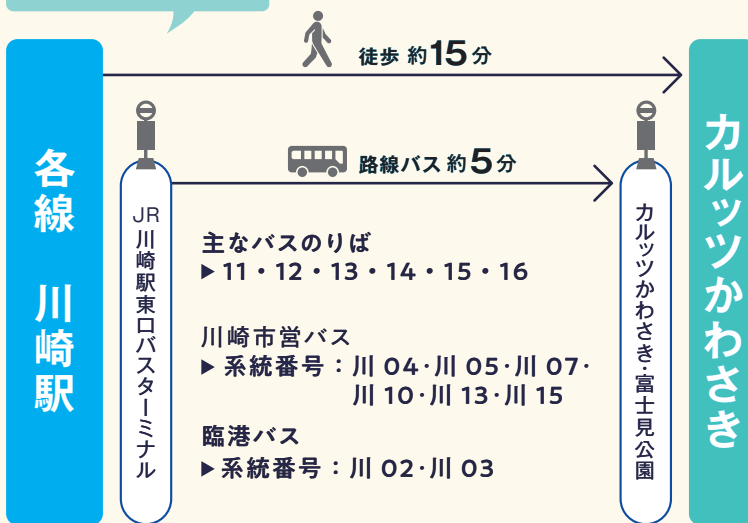 徒歩 約15分
各線 川崎駅
路線バス 約5分
JR川崎駅東口バスターミナル
主なバスのりば
▶11・12・13・14・15・16
川崎市営バス
▶系統番号：川 04·川 05·川 07·
川 10·川 13·川 15
臨港バス
▶系統番号：川 02·川 03
カルッツかわさき·富士見公園
カルッツかわさき